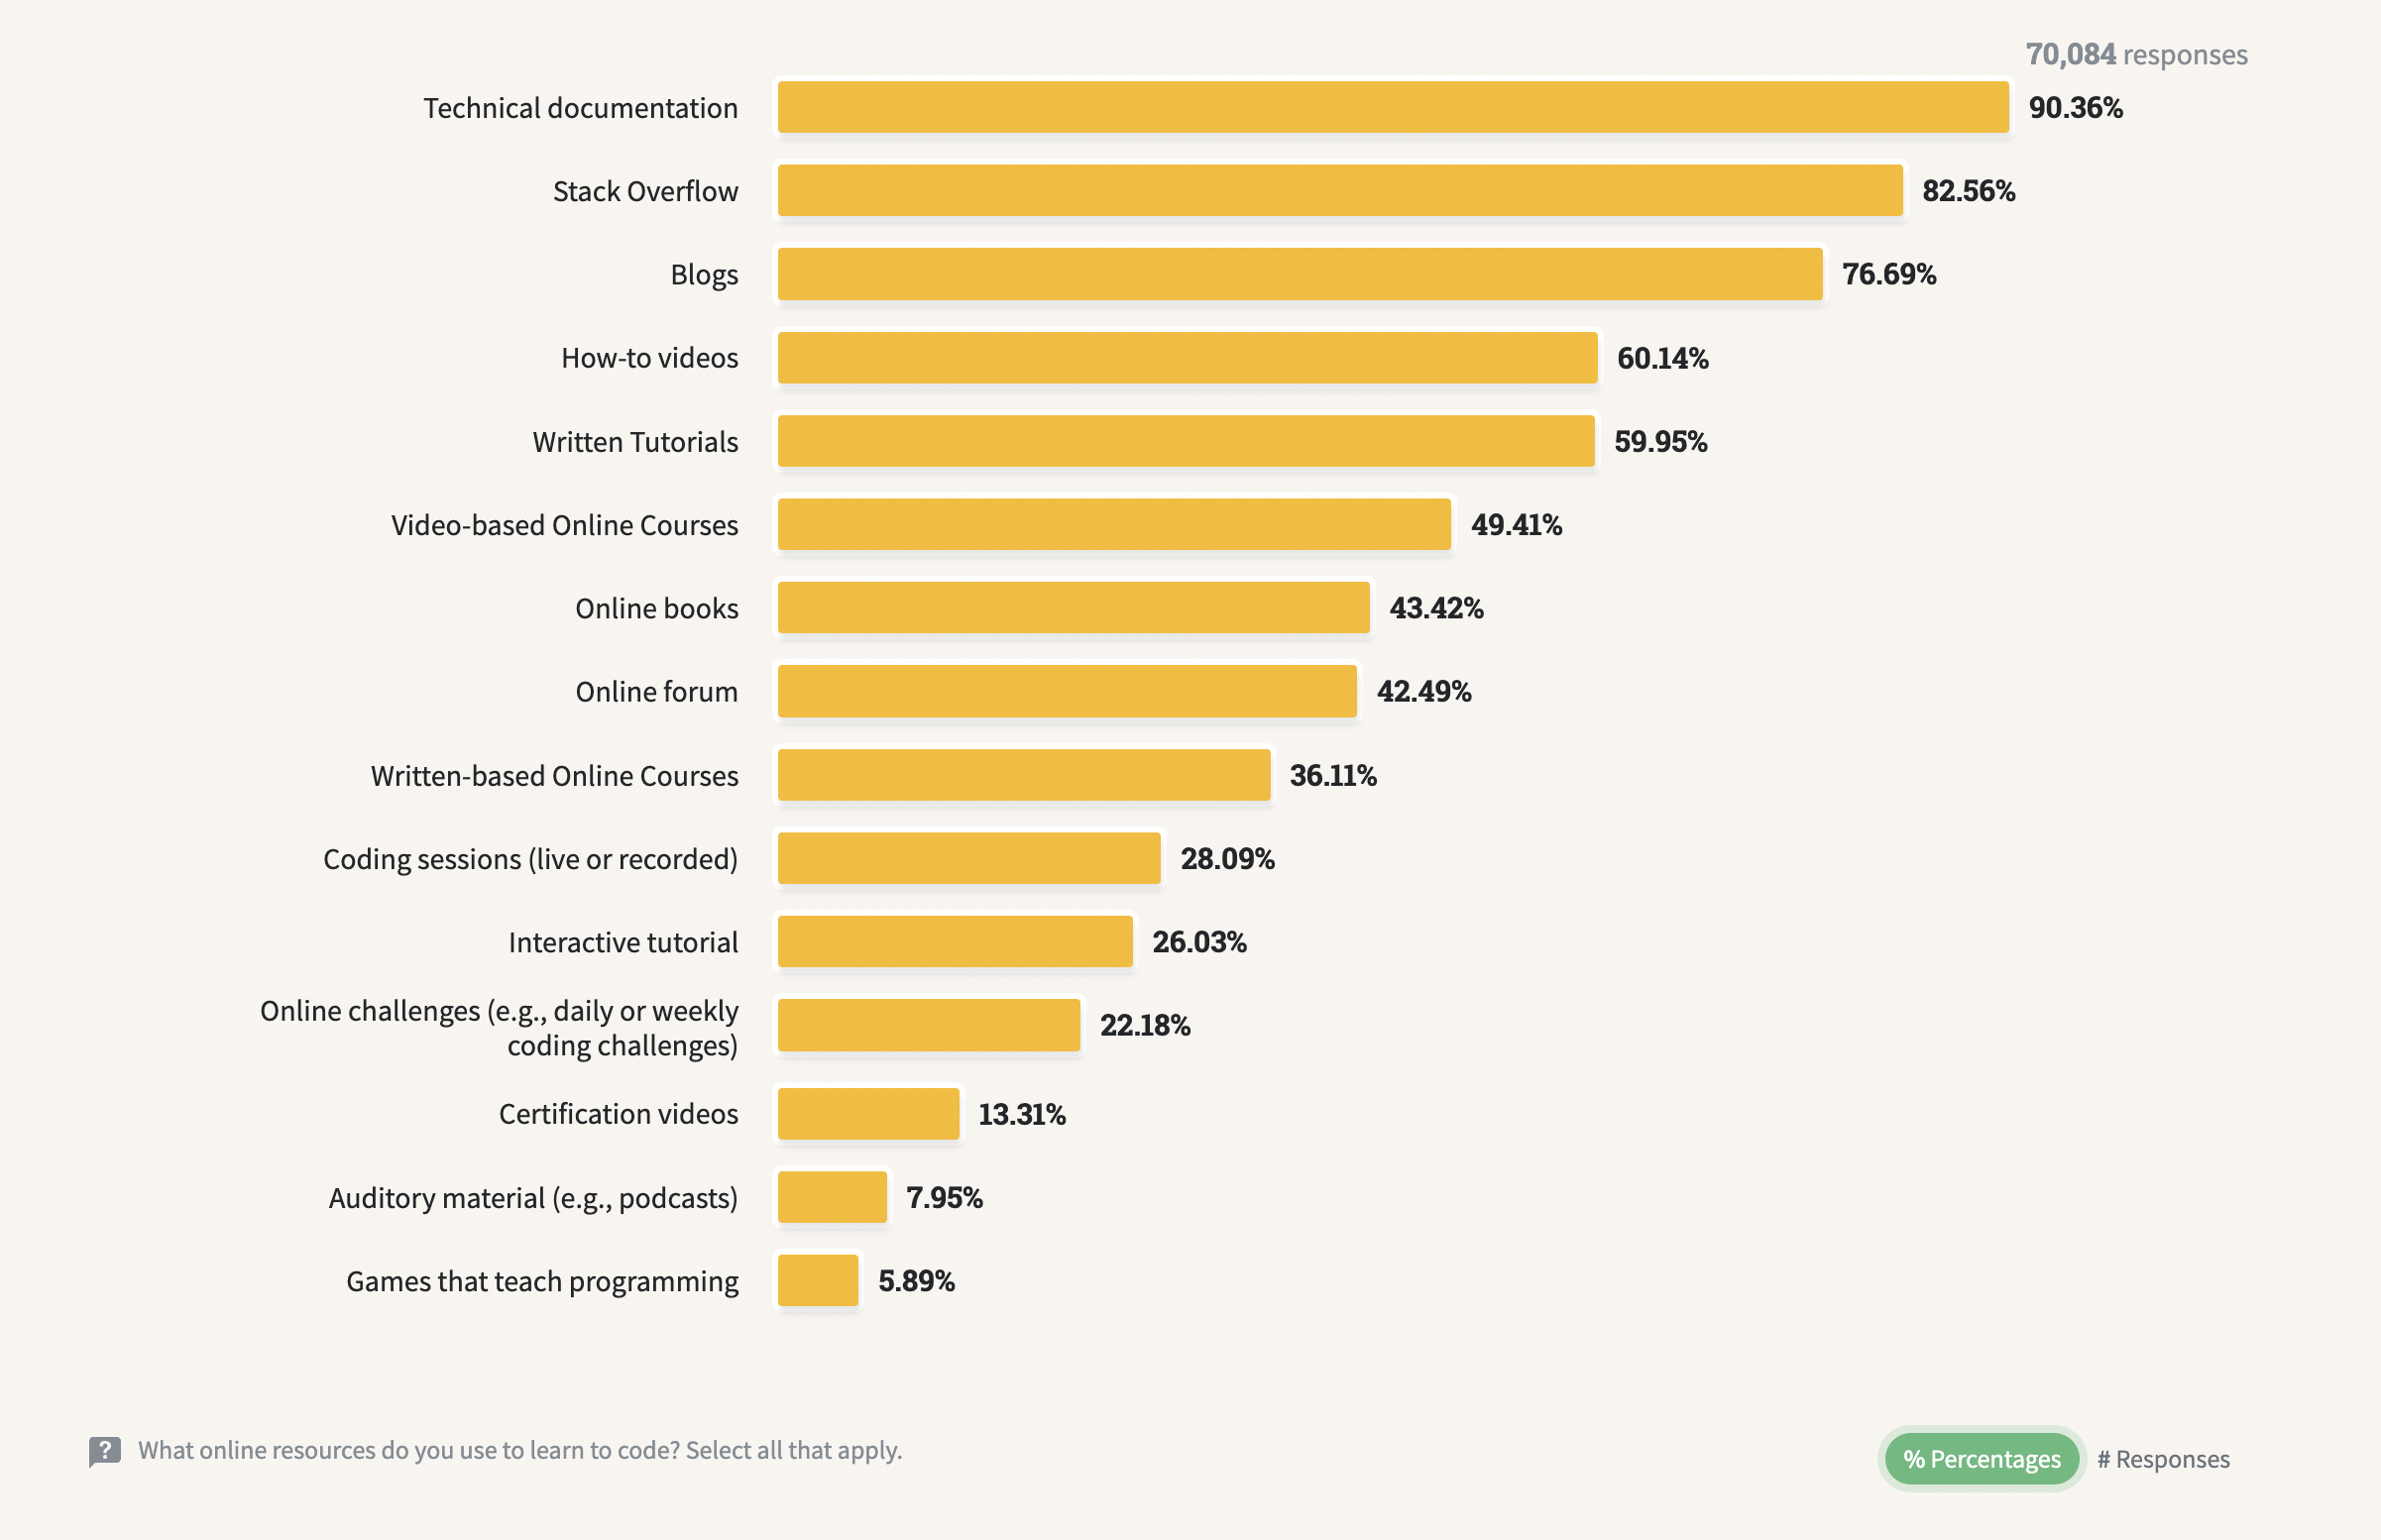 70,084 responses
Technical documentation 90.36%
Stack Overflow 82.56%
Blogs 76.69%
How-to videos 60.14%
Written Tutorials 59.95%
Video-based Online Courses 49.41%
Online books 43.42%
Online forum 42.49%
Written-based Online Courses 36.11%
Coding sessions (live or recorded) 28.09%
Interactive tutorial 26.03%
Online challenges (e.g., daily or weekly
coding challenges) 22.18%
Certification videos 13.31%
Auditory material (e.g., podcasts) 7.95%
Games that teach programming 5.89%
? What online resources do you use to learn to code? Select all that apply.
% Percentages # Responses